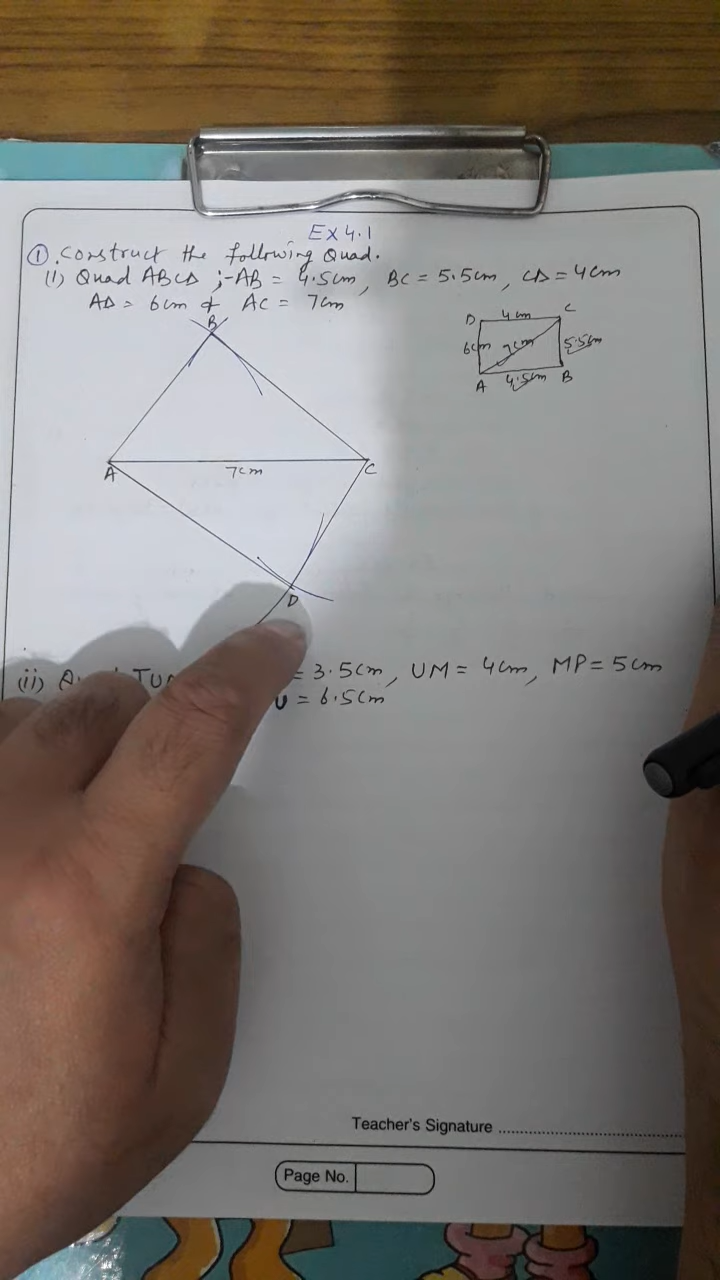 Ex 4.1
① Construct the following Quad.
(i) Quad ABCD ;- AB = 4.5cm, BC = 5.5cm, CD = 4cm
AD = 6cm & AC = 7cm
B
D 4cm C
6cm 7cm 5.5cm
A 4.5cm B
A 7cm C
D
(ii) = 3.5cm, UM = 4cm, MP = 5cm
U = 6.5cm
Teacher's Signature
Page No.